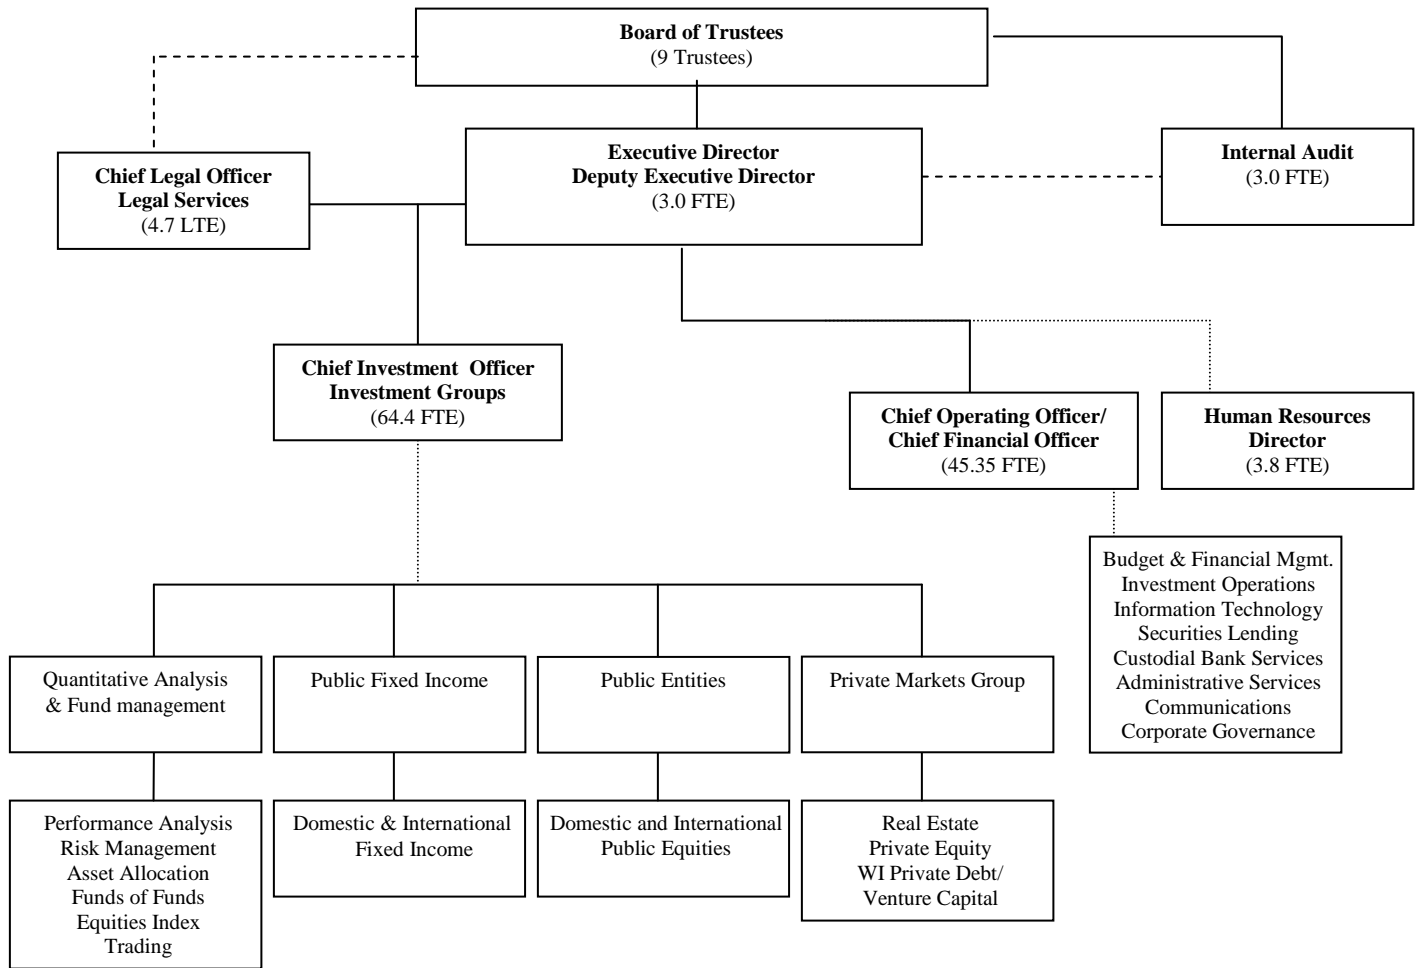 Board of Trustees
(9 Trustees)
Executive Director
Deputy Executive Director
(3.0 FTE)
Internal Audit
(3.0 FTE)
Chief Legal Officer
Legal Services
(4.7 LTE)
Chief Investment Officer
Investment Groups
(64.4 FTE)
Chief Operating Officer/
Chief Financial Officer
(45.35 FTE)
Human Resources
Director
(3.8 FTE)
Budget & Financial Mgmt.
Investment Operations
Information Technology
Securities Lending
Custodial Bank Services
Administrative Services
Communications
Corporate Governance
Quantitative Analysis
& Fund management
Public Fixed Income
Public Entities
Private Markets Group
Performance Analysis
Risk Management
Asset Allocation
Funds of Funds
Equities Index
Trading
Domestic & International
Fixed Income
Domestic and International
Public Equities
Real Estate
Private Equity
WI Private Debt/
Venture Capital